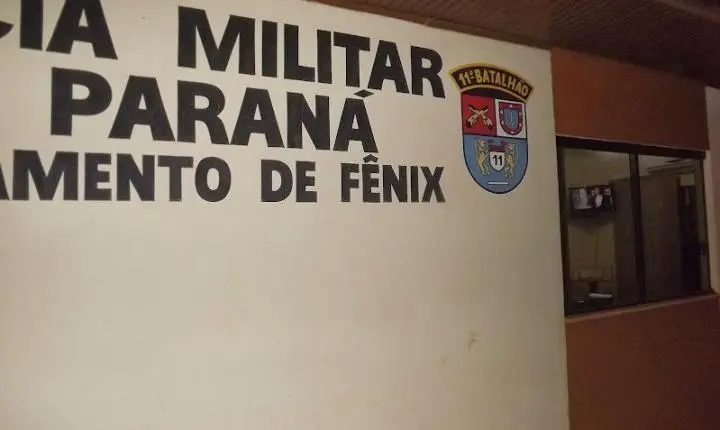 CIA MILITAR
PARANÁ
AMENTO DE FÊNIX
11º BATALHÃO
11